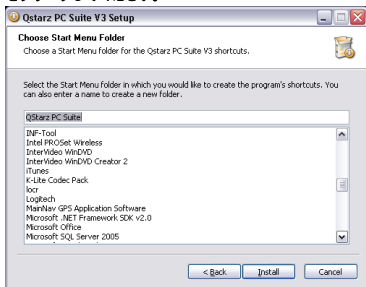 Qstarz PC Suite V3 Setup
Choose Start Menu Folder
Choose a Start Menu folder for the Qstarz PC Suite V3 shortcuts.
Select the Start Menu folder in which you would like to create the program's shortcuts. You
can also enter a name to create a new folder.
QStarz PC Suite
INF-Tool
Intel PROSet Wireless
InterVideo WinDVD
InterVideo WinDVD Creator 2
iTunes
K-Lite Codec Pack
locr
Logitech
MainNav GPS Application Software
Microsoft .NET Framework SDK v2.0
Microsoft Office
Microsoft SQL Server 2005
< Back Install Cancel